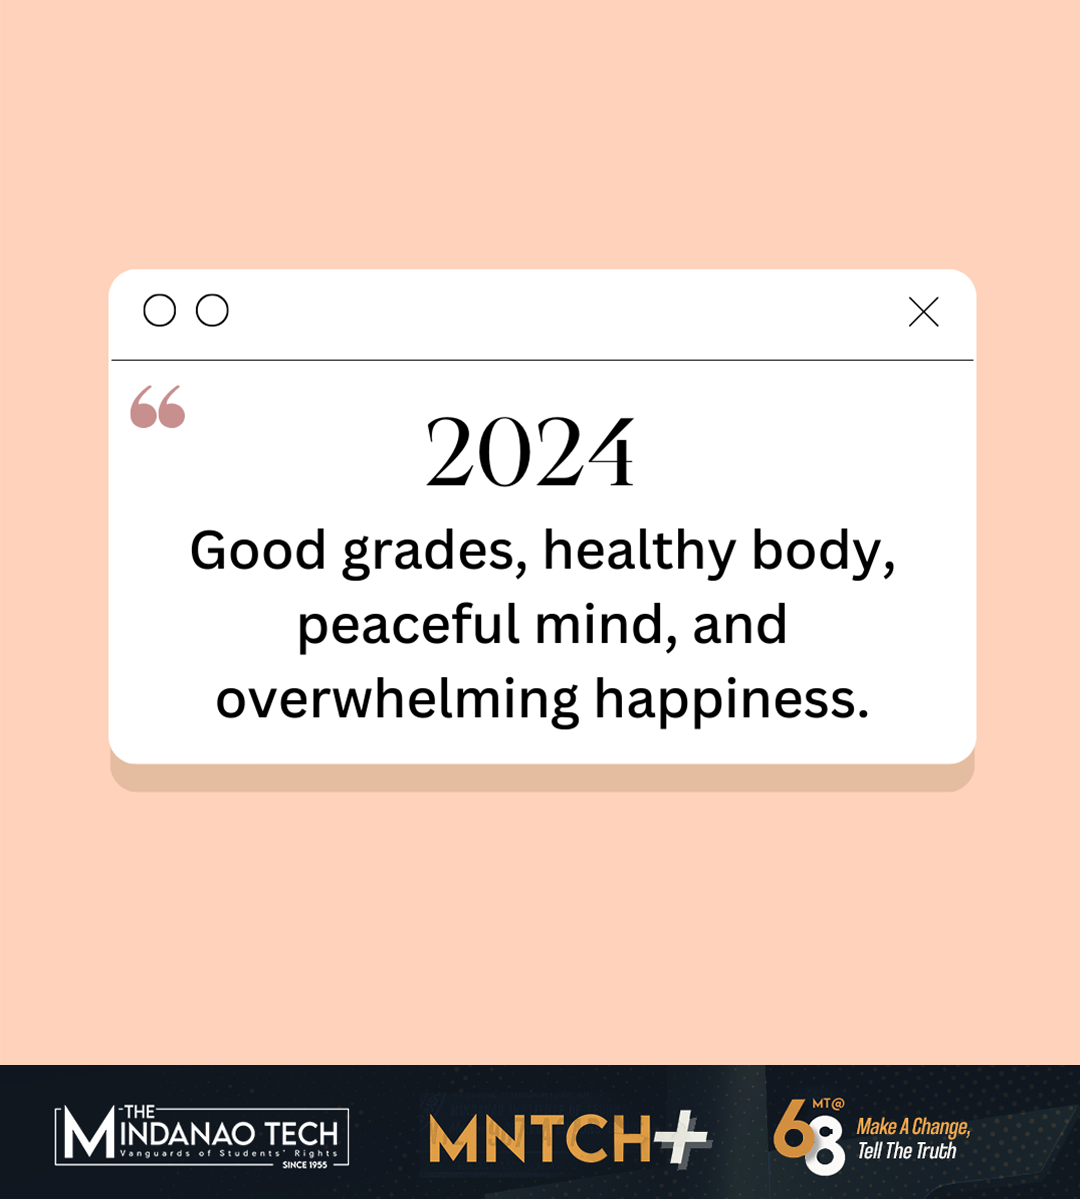 “
2024
Good grades, healthy body,
peaceful mind, and
overwhelming happiness.
THE
MINDANAO TECH
Vanguards of Students' Rights
SINCE 1955
MNTCH+
MT@
68
Make A Change,
Tell The Truth